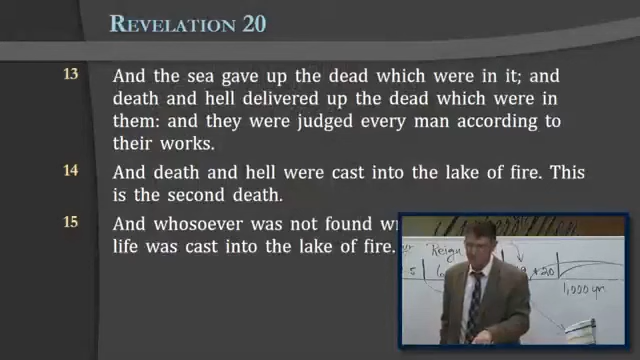 REVELATION 20
13 And the sea gave up the dead which were in it; and
death and hell delivered up the dead which were in
them: and they were judged every man according to
their works.
14 And death and hell were cast into the lake of fire. This
is the second death.
15 And whosoever was not found
life was cast into the lake of fire.
Reign
5
20
1,000 yr